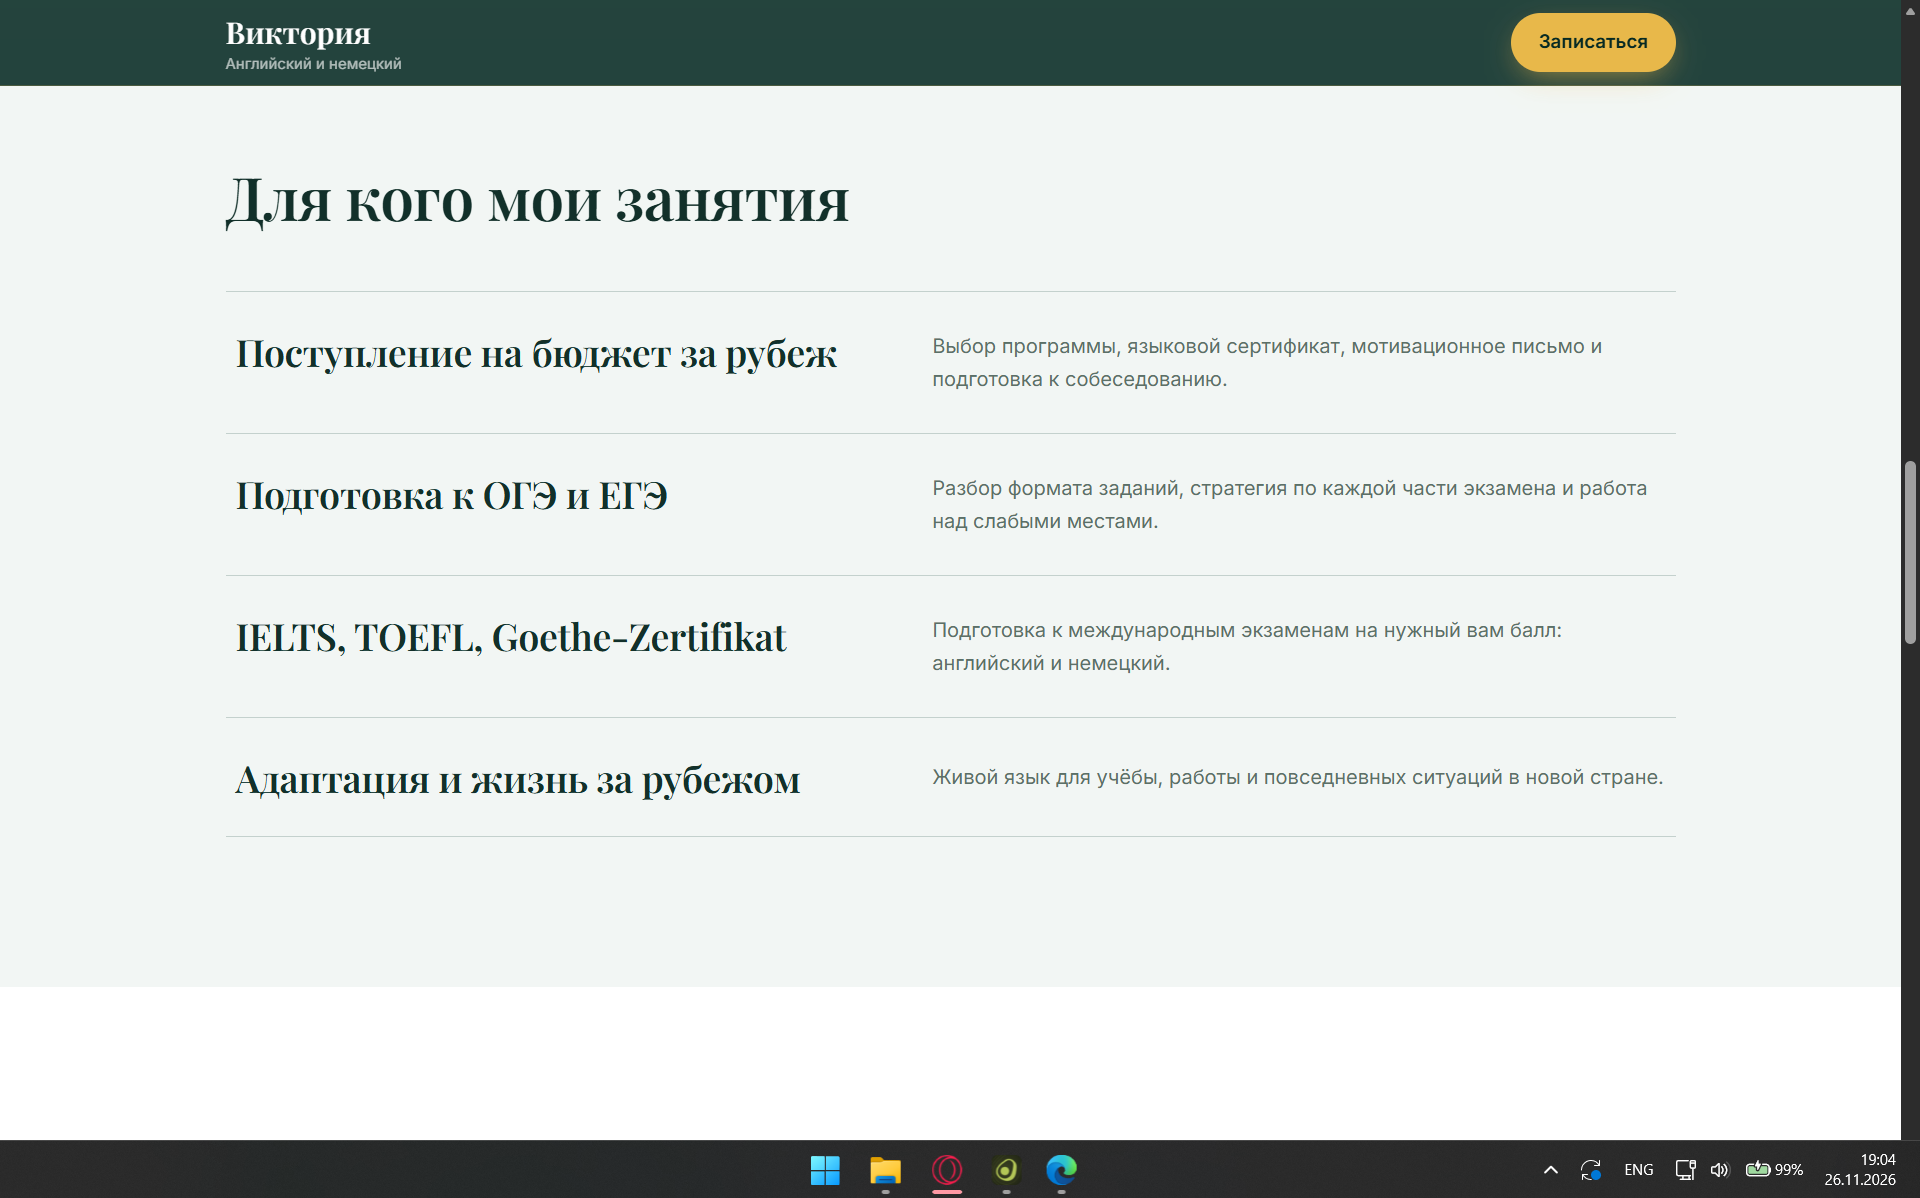 Виктория
Английский и немецкий
Записаться
Для кого мои занятия
Поступление на бюджет за рубеж
Выбор программы, языковой сертификат, мотивационное письмо и
подготовка к собеседованию.
Подготовка к ОГЭ и ЕГЭ
Разбор формата заданий, стратегия по каждой части экзамена и работа
над слабыми местами.
IELTS, TOEFL, Goethe-Zertifikat
Подготовка к международным экзаменам на нужный вам балл:
английский и немецкий.
Адаптация и жизнь за рубежом
Живой язык для учёбы, работы и повседневных ситуаций в новой стране.
ENG
99%
19:04
26.11.2026